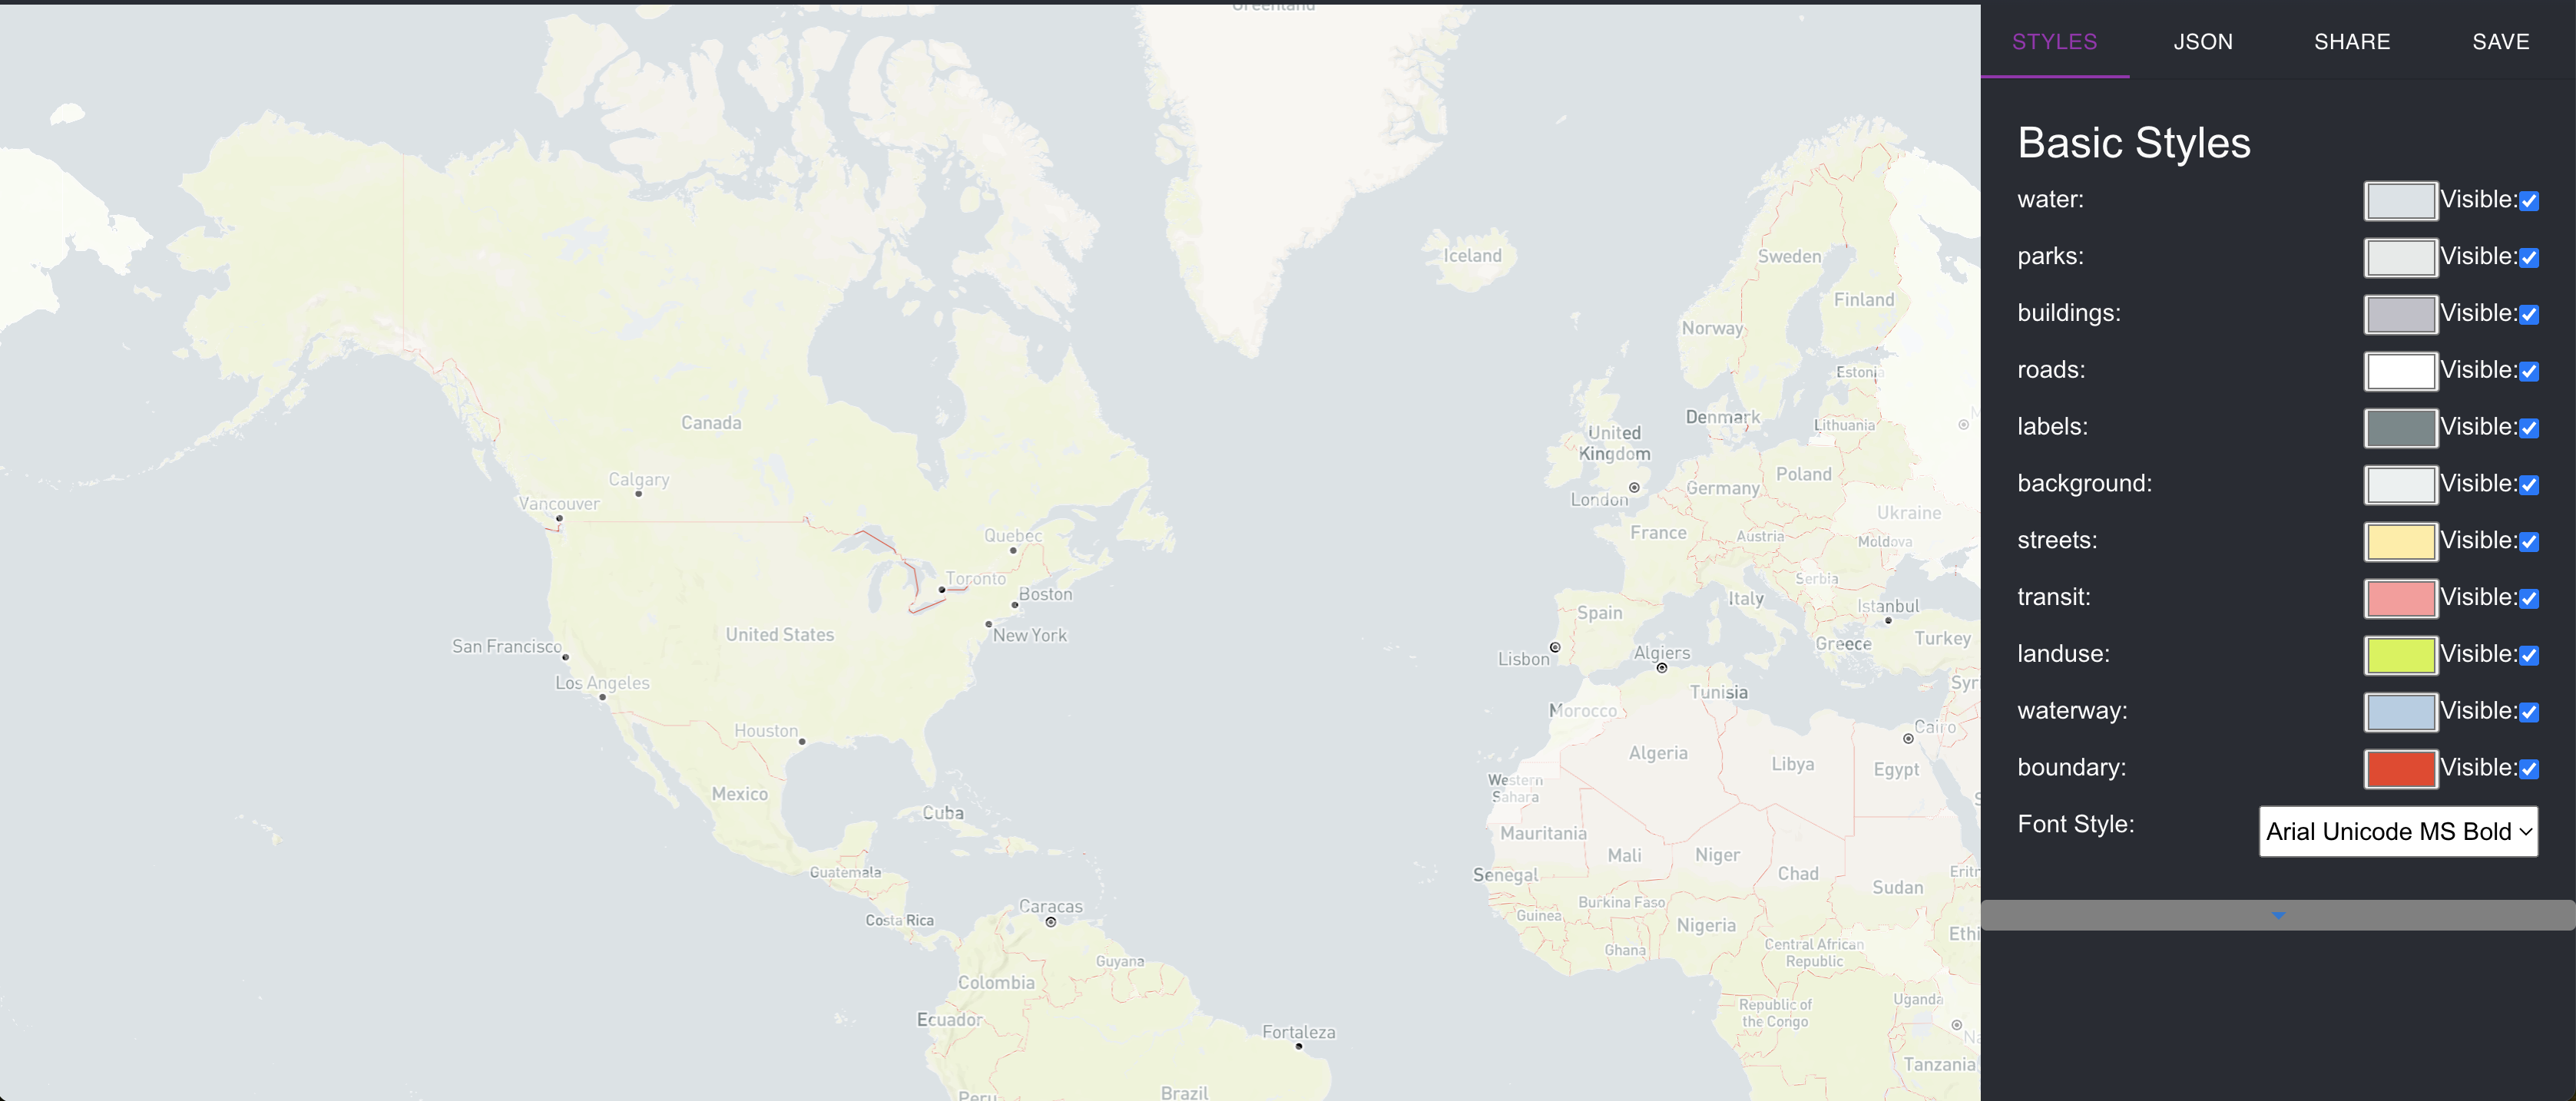 Greenland
STYLES
JSON
SHARE
SAVE
Basic Styles
water:
Visible:
parks:
Visible:
buildings:
Visible:
roads:
Visible:
labels:
Visible:
background:
Visible:
streets:
Visible:
transit:
Visible:
landuse:
Visible:
waterway:
Visible:
boundary:
Visible:
Font Style:
Arial Unicode MS Bold
Iceland
Sweden
Finland
Norway
Estonia
Canada
Denmark
Lithuania
United
Kingdom
Calgary
Poland
Germany
Vancouver
London
Ukraine
Quebec
France
Austria
Moldova
Toronto
Serbia
Boston
Italy
Istanbul
Spain
United States
New York
Turkey
Greece
San Francisco
Lisbon
Algiers
Los Angeles
Tunisia
Syr
Morocco
Houston
Cairo
Algeria
Libya
Egypt
Western
Sahara
Mexico
Cuba
Mauritania
Mali
Niger
Guatemala
Senegal
Chad
Eritr
Sudan
Burkina Faso
Caracas
Guinea
Costa Rica
Nigeria
Ethi
Central African
Republic
Ghana
Guyana
Colombia
Uganda
Republic of
the Congo
Ecuador
Fortaleza
Na
Tanzania
Brazil
Peru